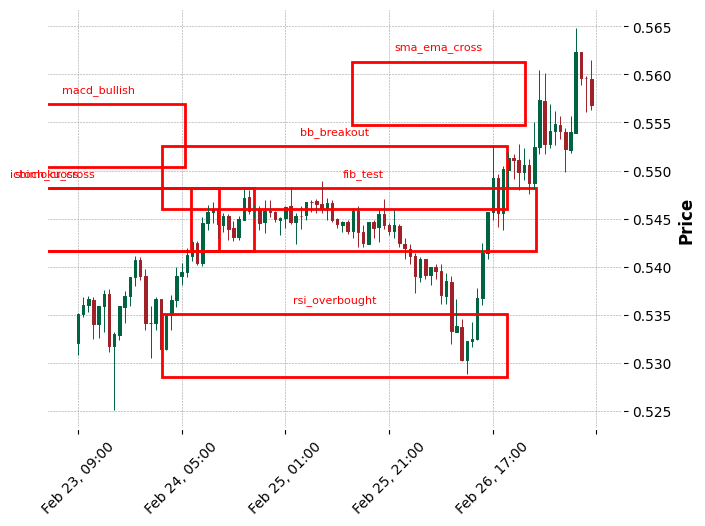 sma_ema_cross
macd_bullish
bb_breakout
fib_test
rsi_overbought
0.565
0.560
0.555
0.550
0.545
0.540
0.535
0.530
0.525
Price
Feb 23, 09:00
Feb 24, 05:00
Feb 25, 01:00
Feb 25, 21:00
Feb 26, 17:00